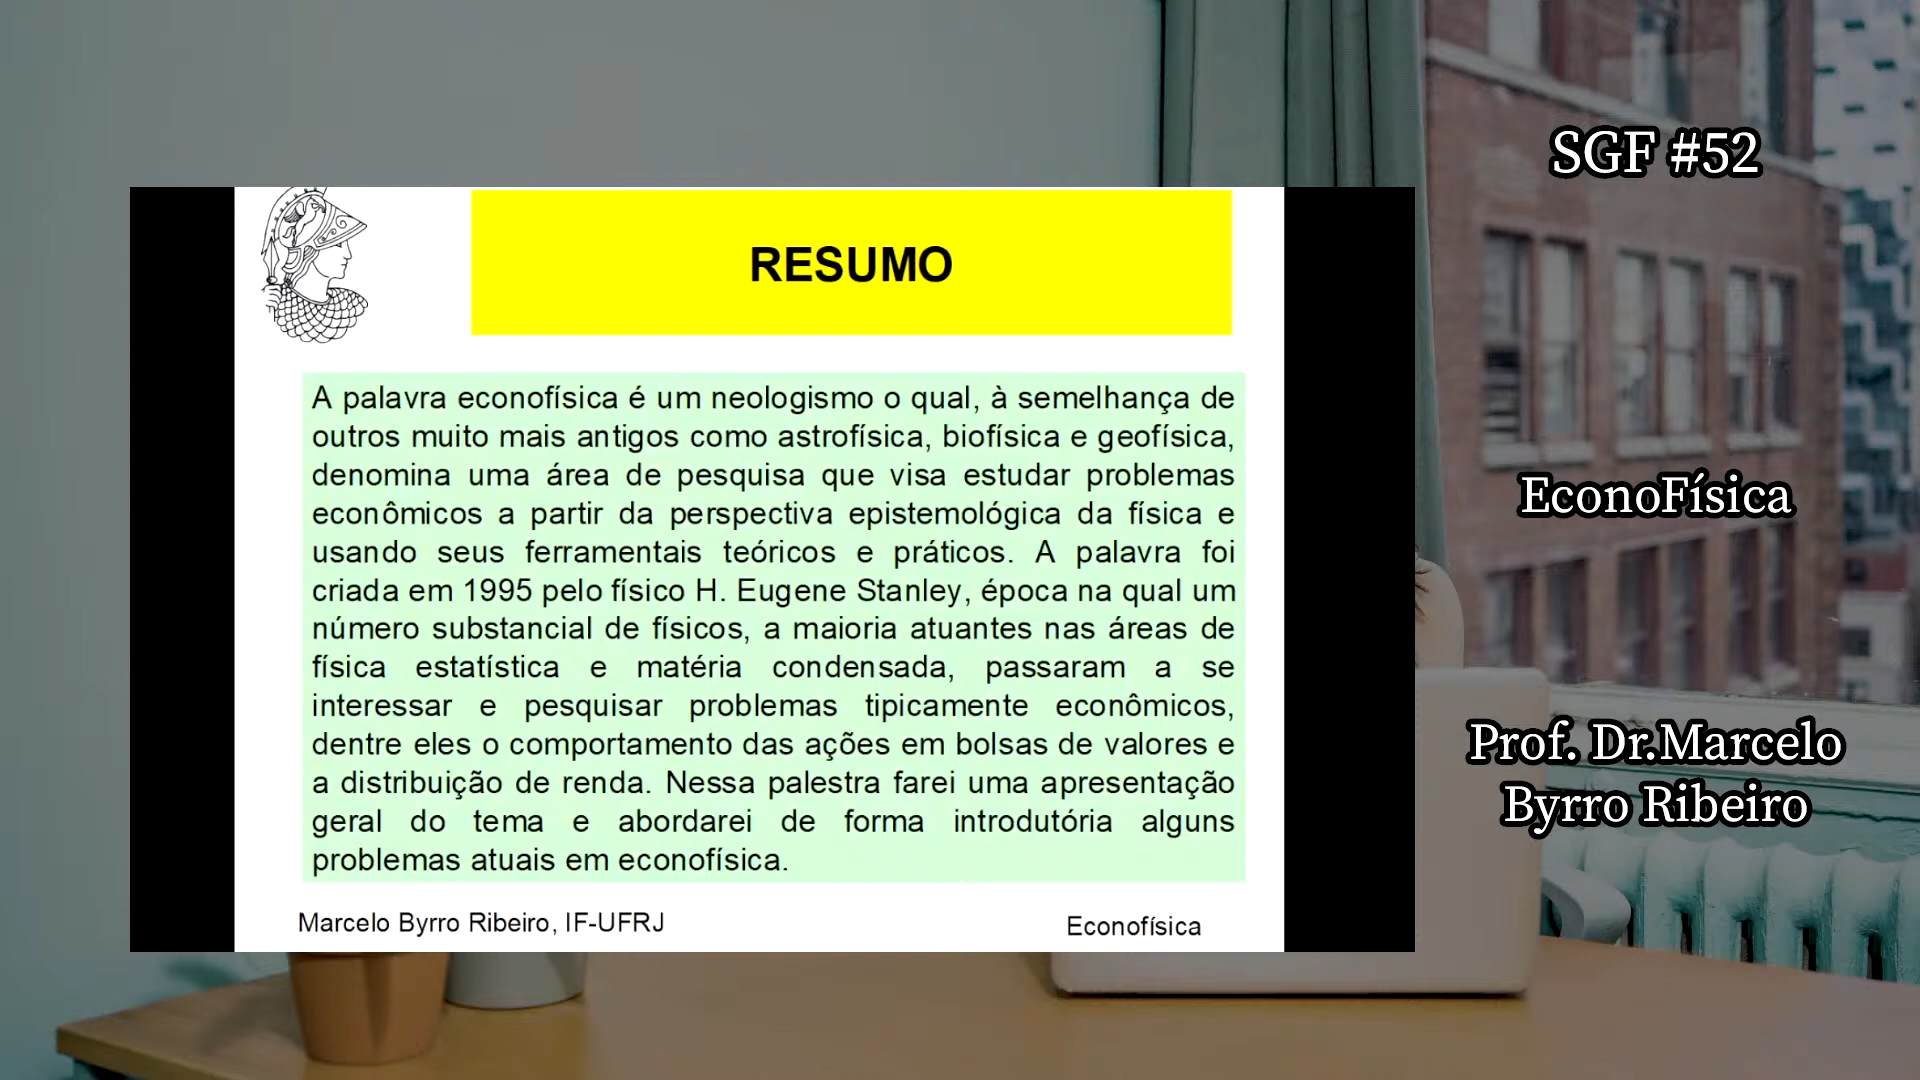 RESUMO
A palavra econofísica é um neologismo o qual, à semelhança de
outros muito mais antigos como astrofísica, biofísica e geofísica,
denomina uma área de pesquisa que visa estudar problemas
econômicos a partir da perspectiva epistemológica da física e
usando seus ferramentais teóricos e práticos. A palavra foi
criada em 1995 pelo físico H. Eugene Stanley, época na qual um
número substancial de físicos, a maioria atuantes nas áreas de
física estatística e matéria condensada, passaram a se
interessar e pesquisar problemas tipicamente econômicos,
dentre eles o comportamento das ações em bolsas de valores e
a distribuição de renda. Nessa palestra farei uma apresentação
geral do tema e abordarei de forma introdutória alguns
problemas atuais em econofísica.
Marcelo Byrro Ribeiro, IF-UFRJ
Econofísica
SGF #52
EconoFísica
Prof. Dr.Marcelo
Byrro Ribeiro